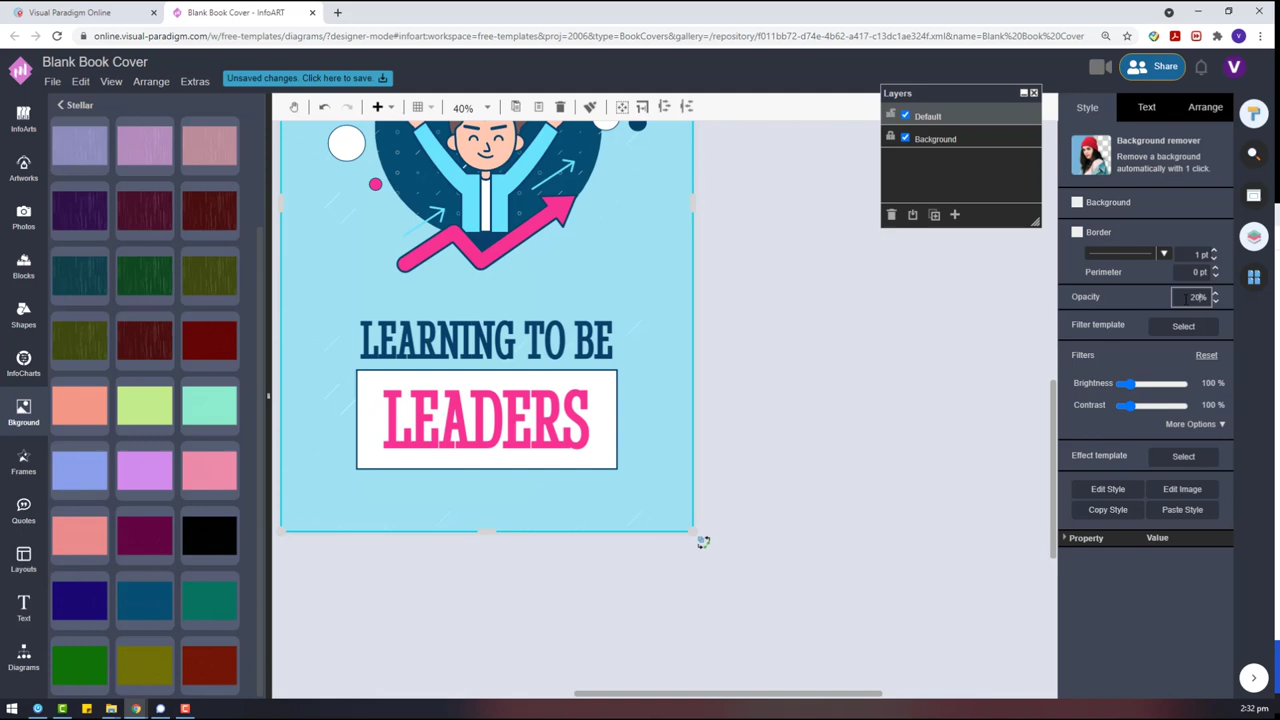 Visual Paradigm Online
Blank Book Cover - InfoART
online.visual-paradigm.com/w/free-templates/diagrams/?designer-mode#infoart:workspace=free-templates&proj=2006&type=BookCovers&gallery=/repository/f011bb72-d74e-4b62-a417-c13dc1ae324f.xml&name=Blank%20Book%20Cover
V
Blank Book Cover
File Edit View Arrange Extras
Unsaved changes. Click here to save.
Share
V
Stellar
40%
Layers
Default
Background
Style Text Arrange
InfoArts
Artworks
Photos
Blocks
Shapes
InfoCharts
Bkground
Frames
Quotes
Layouts
Text
Diagrams
LEARNING TO BE
LEADERS
Background remover
Remove a background
automatically with 1 click.
Background
Border
1 pt
Perimeter 0 pt
Opacity 20%
Filter template Select
Filters Reset
Brightness 100 %
Contrast 100 %
More Options ▼
Effect template Select
Edit Style Edit Image
Copy Style Paste Style
Property Value
2:32 pm